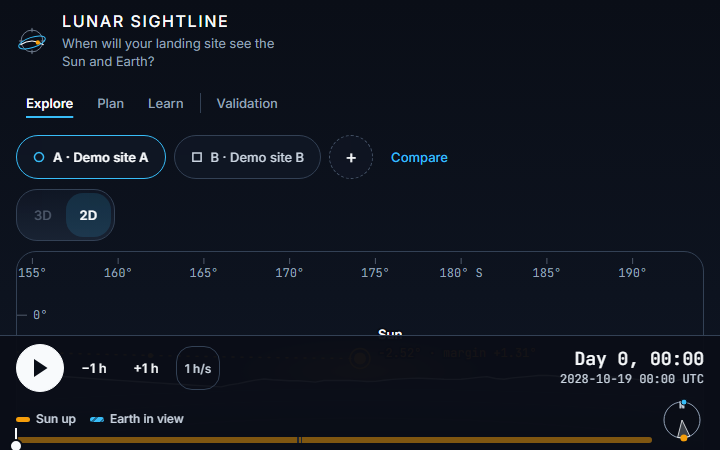 LUNAR SIGHTLINE
When will your landing site see the
Sun and Earth?
Explore Plan Learn Validation
A · Demo site A B · Demo site B + Compare
3D 2D
155° 160° 165° 170° 175° 180° S 185° 190°
0°
Sun
margin
−1 h +1 h 1 h/s
Day 0, 00:00
2028-10-19 00:00 UTC
Sun up Earth in view